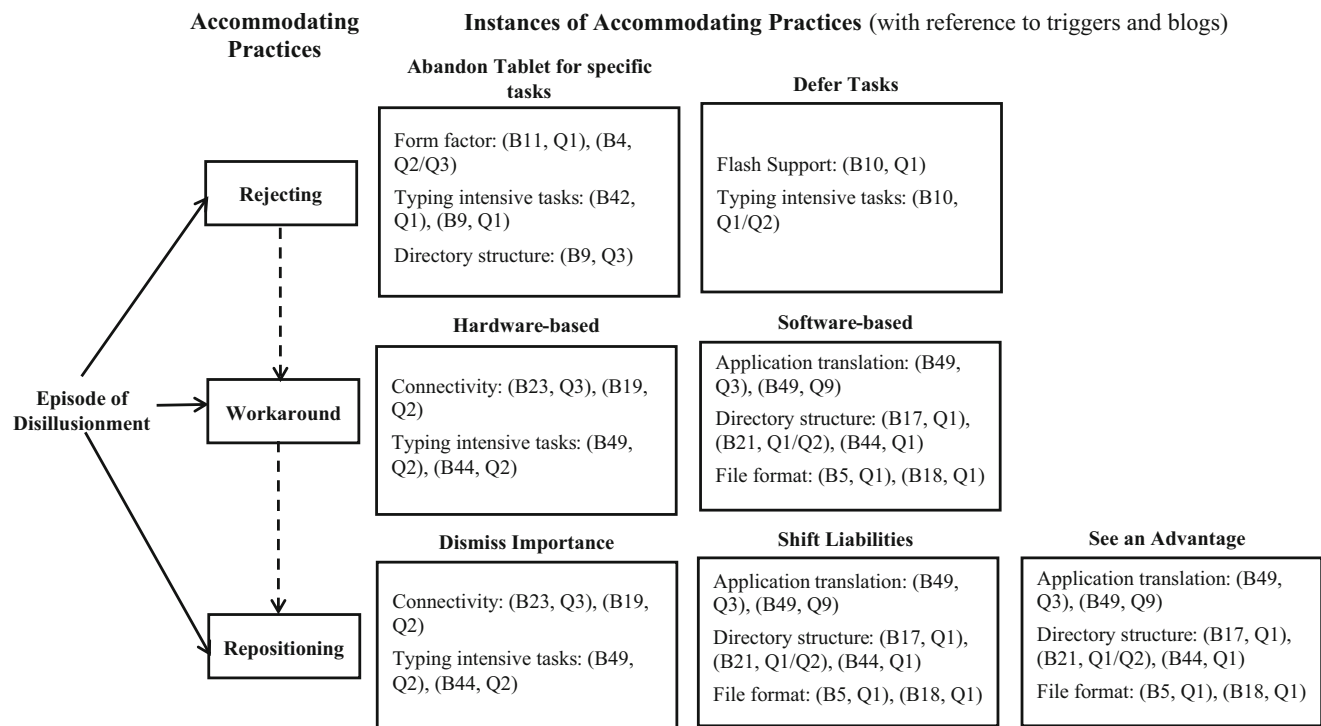 Accommodating
Practices
Instances of Accommodating Practices (with reference to triggers and blogs)
Abandon Tablet for specific
tasks
Defer Tasks
Rejecting
Form factor: (B11, Q1), (B4,
Q2/Q3)
Typing intensive tasks: (B42,
Q1), (B9, Q1)
Directory structure: (B9, Q3)
Flash Support: (B10, Q1)
Typing intensive tasks: (B10,
Q1/Q2)
Hardware-based
Software-based
Episode of
Disillusionment
Workaround
Connectivity: (B23, Q3), (B19,
Q2)
Typing intensive tasks: (B49,
Q2), (B44, Q2)
Application translation: (B49,
Q3), (B49, Q9)
Directory structure: (B17, Q1),
(B21, Q1/Q2), (B44, Q1)
File format: (B5, Q1), (B18, Q1)
Dismiss Importance
Shift Liabilities
See an Advantage
Repositioning
Connectivity: (B23, Q3), (B19,
Q2)
Typing intensive tasks: (B49,
Q2), (B44, Q2)
Application translation: (B49,
Q3), (B49, Q9)
Directory structure: (B17, Q1),
(B21, Q1/Q2), (B44, Q1)
File format: (B5, Q1), (B18, Q1)
Application translation: (B49,
Q3), (B49, Q9)
Directory structure: (B17, Q1),
(B21, Q1/Q2), (B44, Q1)
File format: (B5, Q1), (B18, Q1)